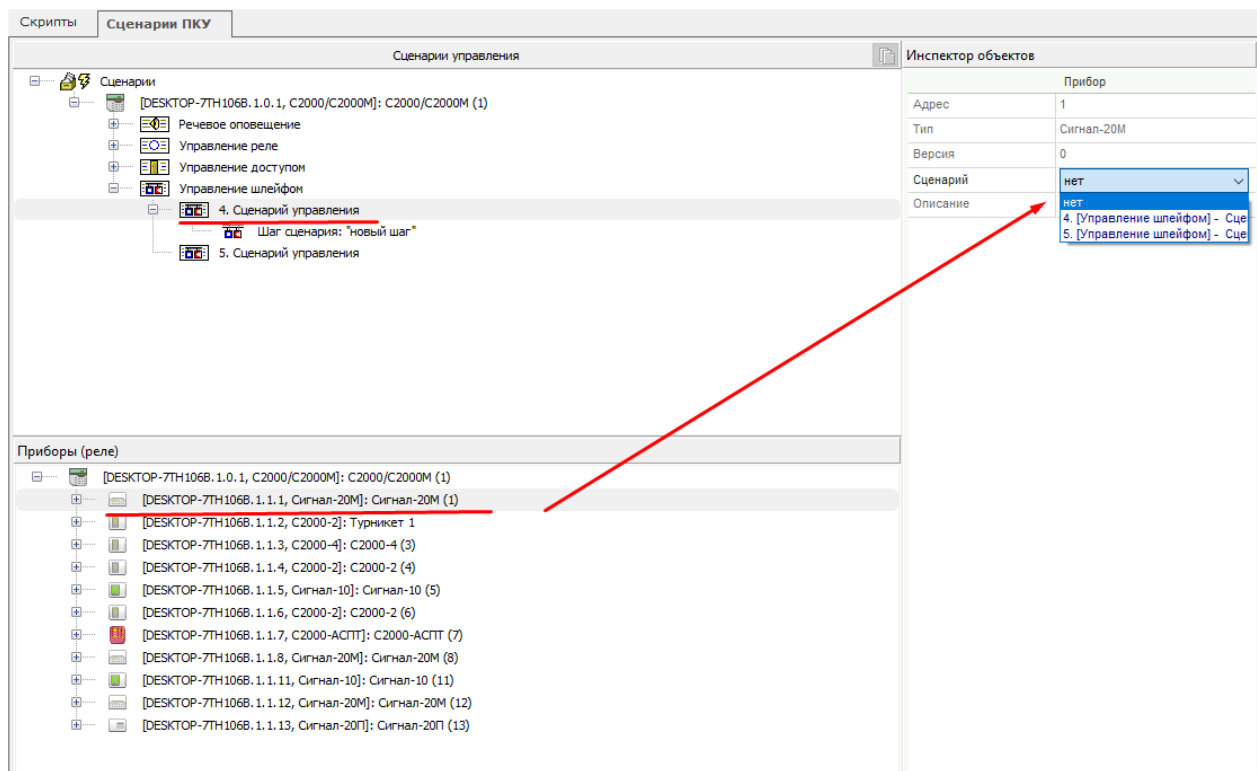 Скрипты
Сценарии ПКУ
Сценарии управления
Сценарии
[DESKTOP-7TH106B.1.0.1, С2000/С2000М]: С2000/С2000М (1)
Речевое оповещение
Управление реле
Управление доступом
Управление шлейфом
4. Сценарий управления
Шаг сценария: "новый шаг"
5. Сценарий управления
Приборы (реле)
[DESKTOP-7TH106B.1.0.1, С2000/С2000М]: С2000/С2000М (1)
[DESKTOP-7TH106B.1.1.1, Сигнал-20М]: Сигнал-20М (1)
[DESKTOP-7TH106B.1.1.2, С2000-2]: Турникет 1
[DESKTOP-7TH106B.1.1.3, С2000-4]: С2000-4 (3)
[DESKTOP-7TH106B.1.1.4, С2000-2]: С2000-2 (4)
[DESKTOP-7TH106B.1.1.5, Сигнал-10]: Сигнал-10 (5)
[DESKTOP-7TH106B.1.1.6, С2000-2]: С2000-2 (6)
[DESKTOP-7TH106B.1.1.7, С2000-АСПТ]: С2000-АСПТ (7)
[DESKTOP-7TH106B.1.1.8, Сигнал-20М]: Сигнал-20М (8)
[DESKTOP-7TH106B.1.1.11, Сигнал-10]: Сигнал-10 (11)
[DESKTOP-7TH106B.1.1.12, Сигнал-20М]: Сигнал-20М (12)
[DESKTOP-7TH106B.1.1.13, Сигнал-20П]: Сигнал-20П (13)
Инспектор объектов
Прибор
Адрес 1
Тип Сигнал-20М
Версия 0
Сценарий нет
Описание
нет
4. [Управление шлейфом] - Сце
5. [Управление шлейфом] - Сце